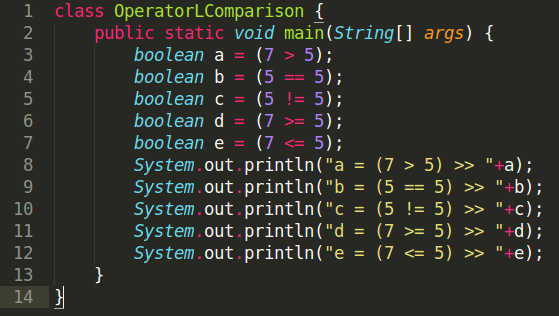 1 class OperatorLComparison {
2     public static void main(String[] args) {
3         boolean a = (7 > 5);
4         boolean b = (5 == 5);
5         boolean c = (5 != 5);
6         boolean d = (7 >= 5);
7         boolean e = (7 <= 5);
8         System.out.println("a = (7 > 5) >> "+a);
9         System.out.println("b = (5 == 5) >> "+b);
10         System.out.println("c = (5 != 5) >> "+c);
11         System.out.println("d = (7 >= 5) >> "+d);
12         System.out.println("e = (7 <= 5) >> "+e);
13     }
14 }